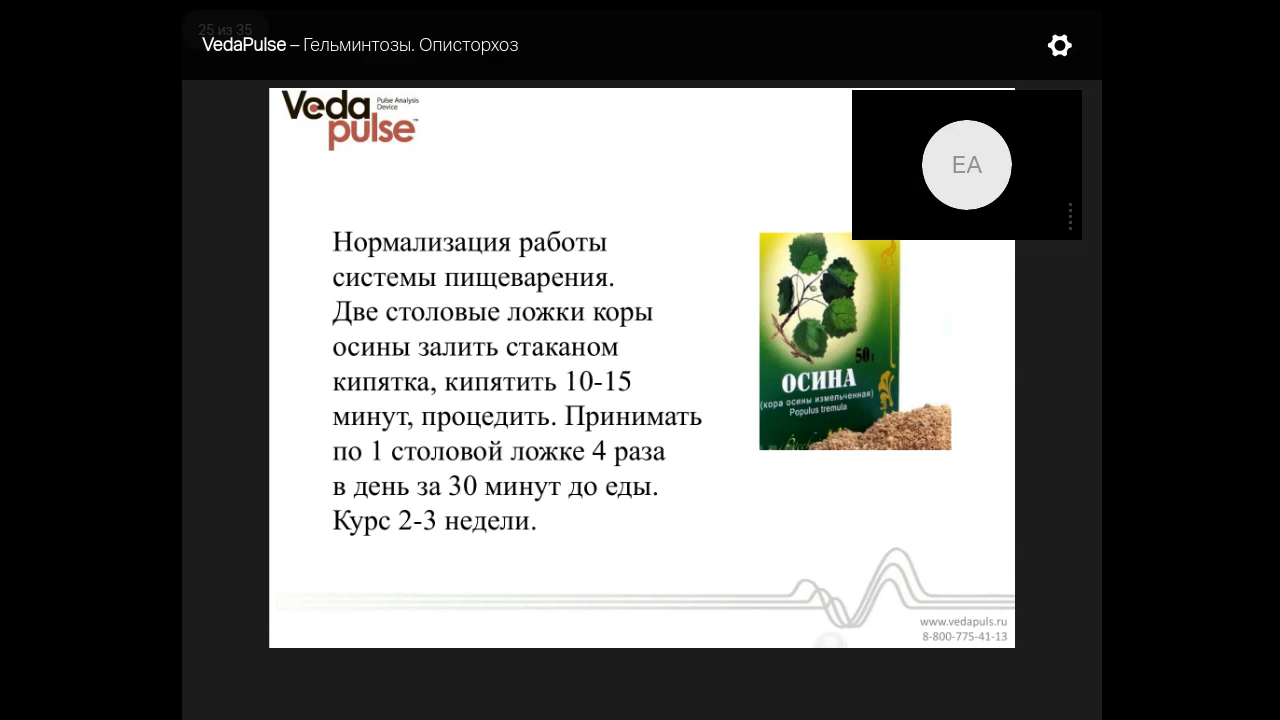 25 из 35
VedaPulse – Гельминтозы. Описторхоз
Veda
Pulse Analysis
Device
pulse™
EA
Нормализация работы
системы пищеварения.
Две столовые ложки коры
осины залить стаканом
кипятка, кипятить 10-15
минут, процедить. Принимать
по 1 столовой ложке 4 раза
в день за 30 минут до еды.
Курс 2-3 недели.
50 г
ОСИНА
(кора осины измельченная)
Populus tremula
www.vedapuls.ru
8-800-775-41-13